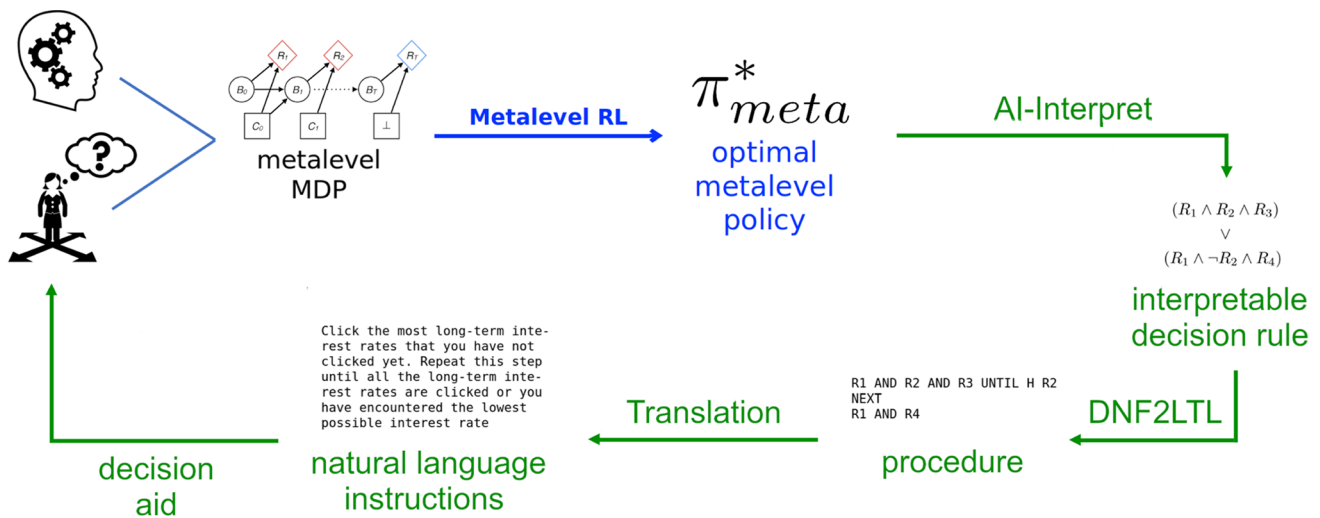 ?
R₁
R₂
R_T
B₀
B₁
B_T
C₀
C₁
⊥
metalevel
MDP
Metalevel RL
π*meta
optimal
metalevel
policy
AI-Interpret
(R₁ ∧ R₂ ∧ R₃)
∨
(R₁ ∧ ¬R₂ ∧ R₄)
interpretable
decision rule
DNF2LTL
R1 AND R2 AND R3 UNTIL H R2
NEXT
R1 AND R4
procedure
Translation
Click the most long-term inte-
rest rates that you have not
clicked yet. Repeat this step
until all the long-term inte-
rest rates are clicked or you
have encountered the lowest
possible interest rate
natural language
instructions
decision
aid